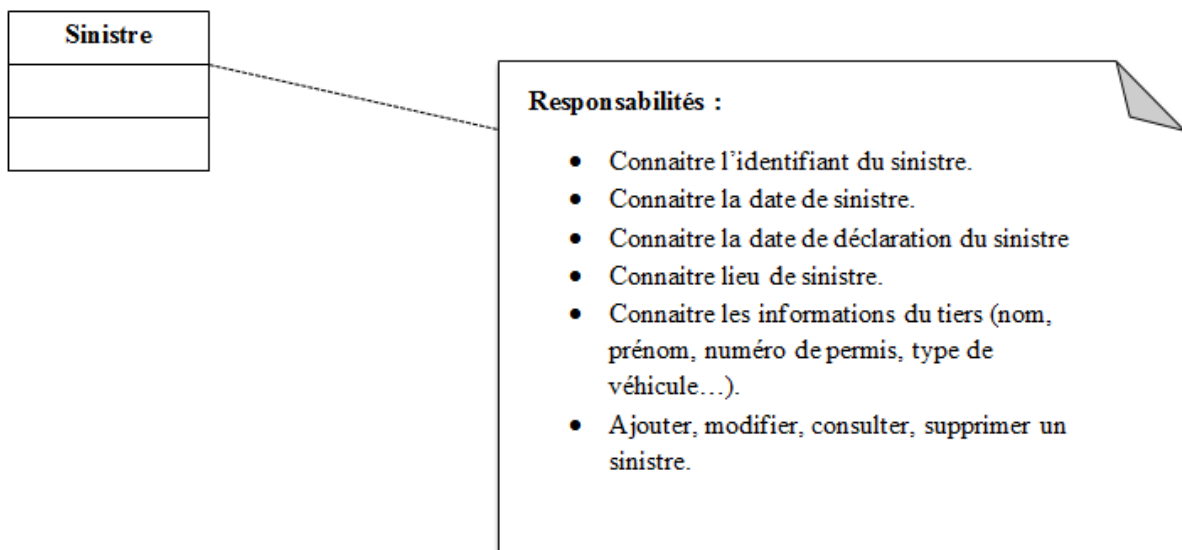 Sinistre
Responsabilités :
• Connaitre l'identifiant du sinistre.
• Connaitre la date de sinistre.
• Connaitre la date de déclaration du sinistre
• Connaitre lieu de sinistre.
• Connaitre les informations du tiers (nom,
prénom, numéro de permis, type de
véhicule…).
• Ajouter, modifier, consulter, supprimer un
sinistre.